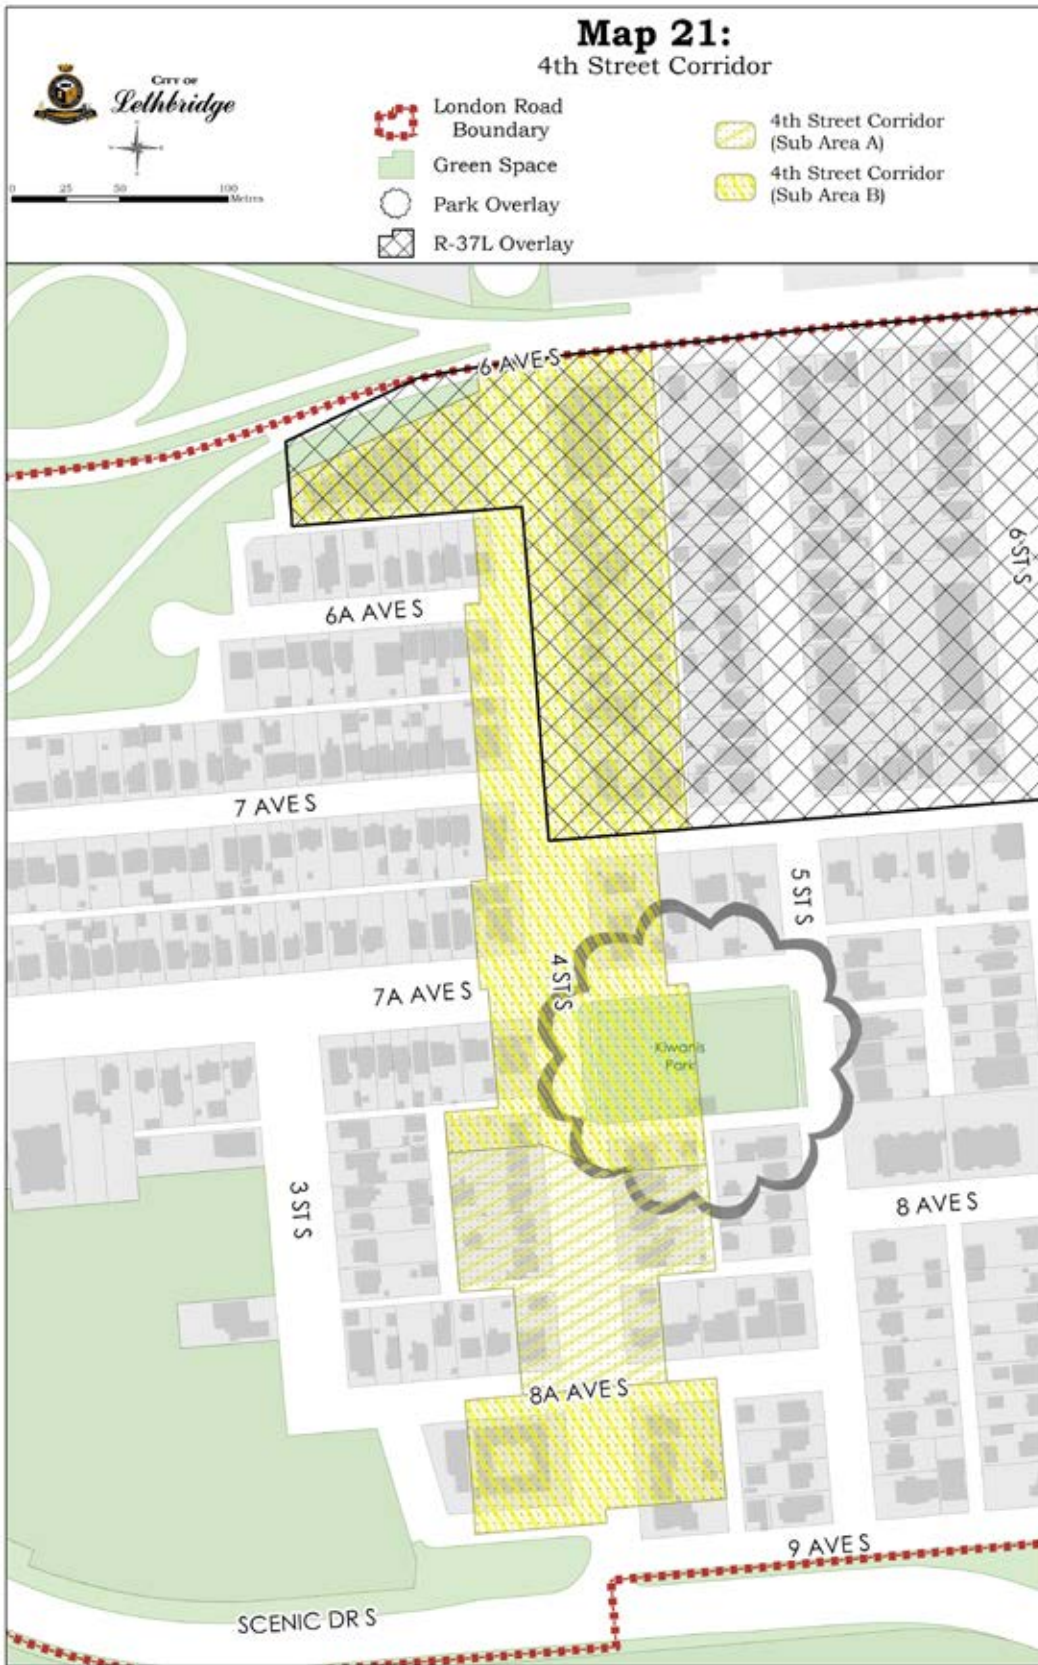 Map 21:
4th Street Corridor
CITY OF
Lethbridge
0 25 50 100
Metres
London Road
Boundary
Green Space
Park Overlay
R-37L Overlay
4th Street Corridor
(Sub Area A)
4th Street Corridor
(Sub Area B)
6 AVE S
6 ST S
6A AVE S
7 AVE S
5 ST S
4 ST S
7A AVE S
Kiwanis
Park
3 ST S
8 AVE S
8A AVE S
9 AVE S
SCENIC DR S